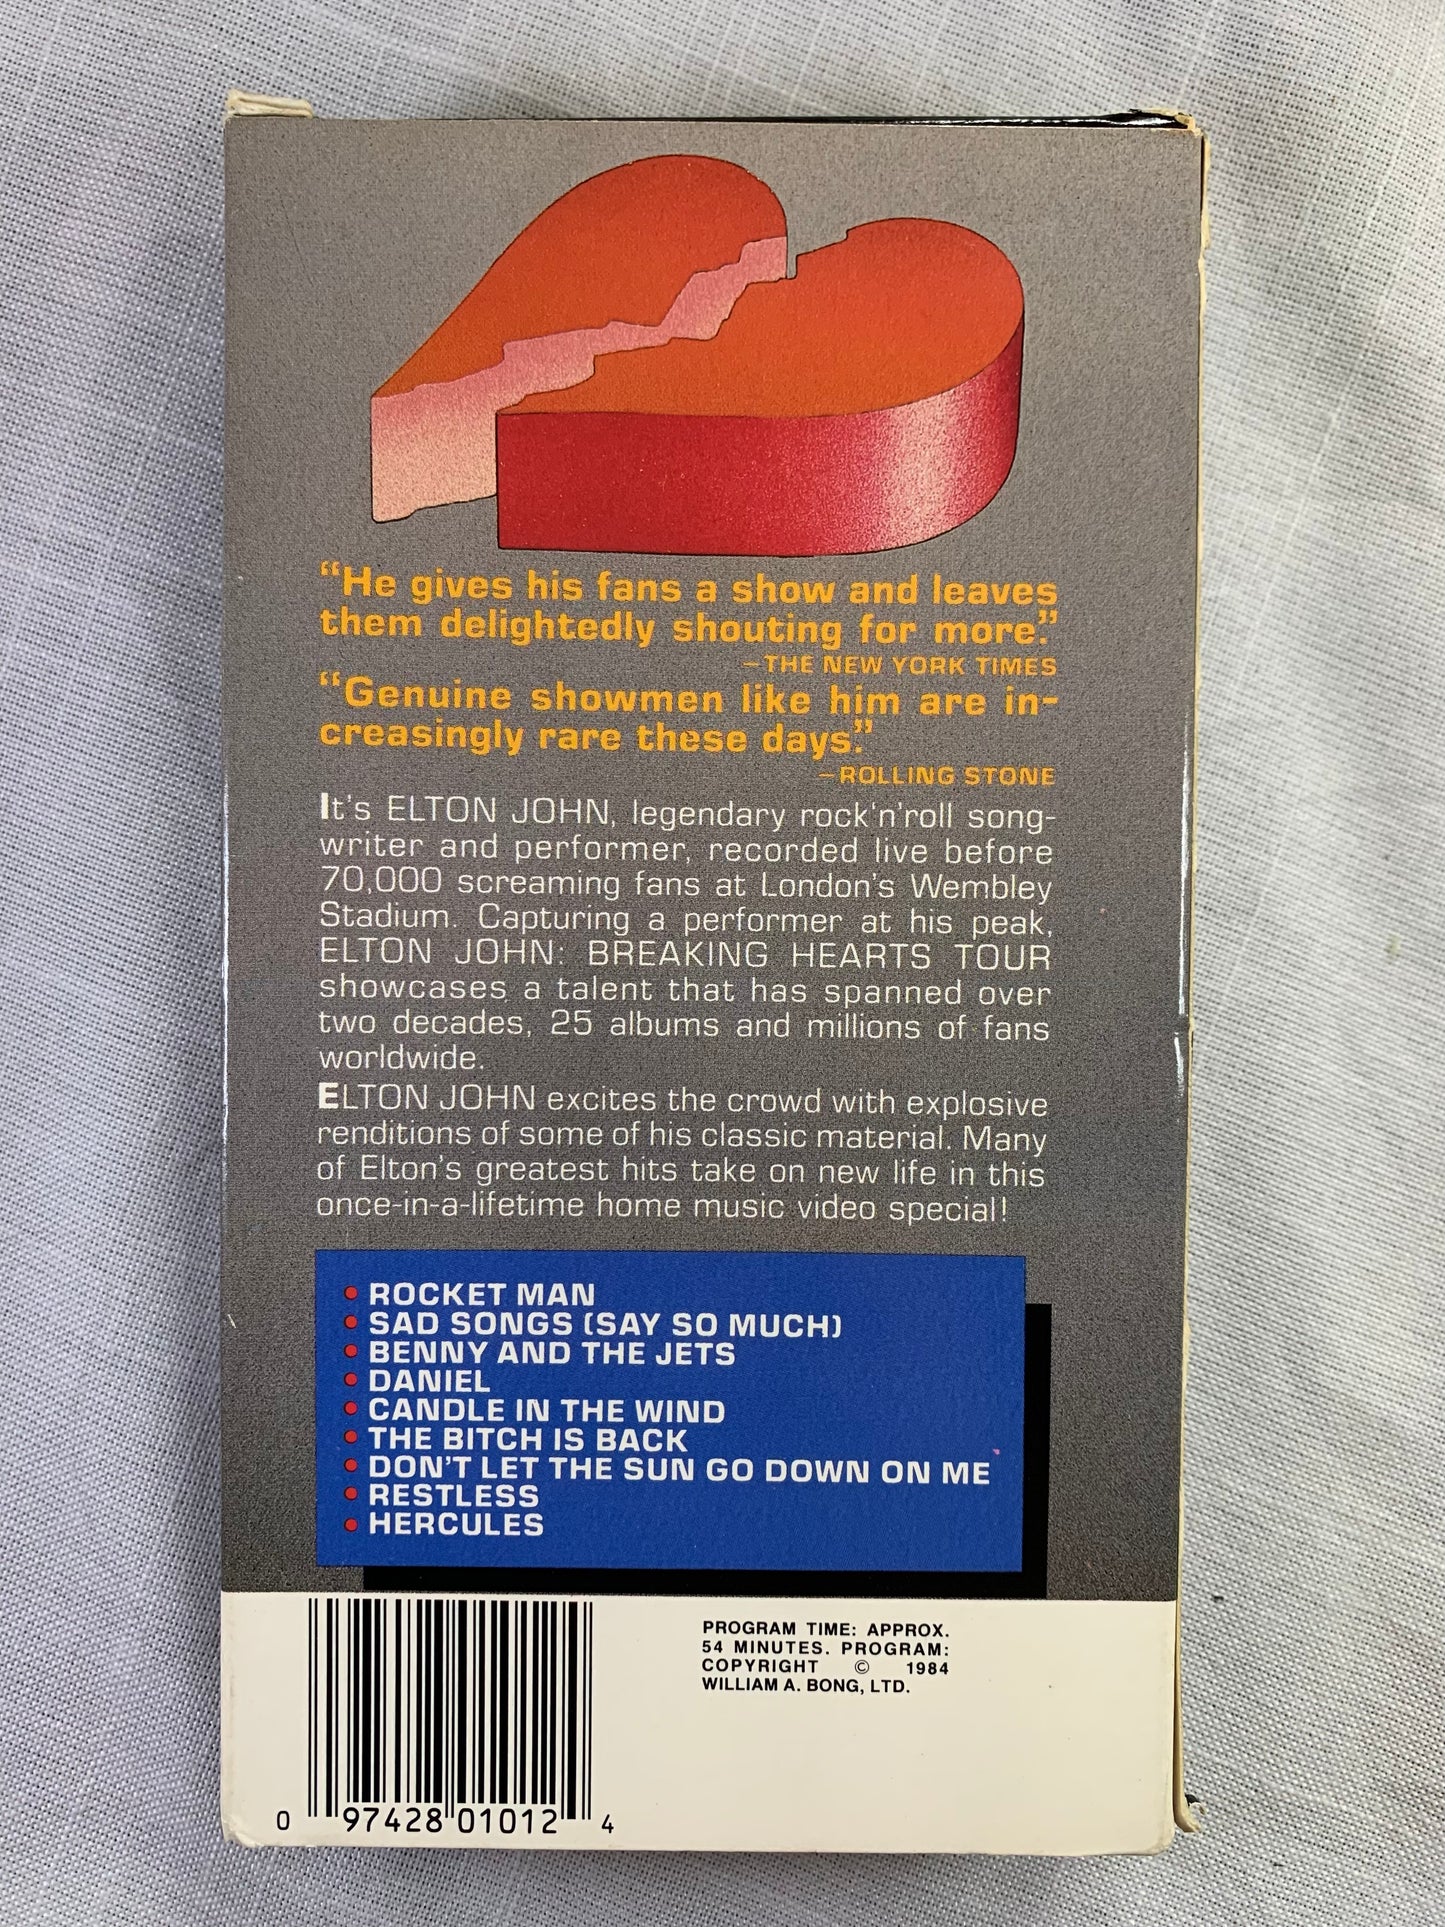 “He gives his fans a show and leaves
them delightedly shouting for more.”
—THE NEW YORK TIMES
“Genuine showmen like him are in-
creasingly rare these days.”
—ROLLING STONE
It's ELTON JOHN, legendary rock'n'roll song-
writer and performer, recorded live before
70,000 screaming fans at London's Wembley
Stadium. Capturing a performer at his peak,
ELTON JOHN: BREAKING HEARTS TOUR
showcases a talent that has spanned over
two decades, 25 albums and millions of fans
worldwide.
ELTON JOHN excites the crowd with explosive
renditions of some of his classic material. Many
of Elton's greatest hits take on new life in this
once-in-a-lifetime home music video special!
• ROCKET MAN
• SAD SONGS (SAY SO MUCH)
• BENNY AND THE JETS
• DANIEL
• CANDLE IN THE WIND
• THE BITCH IS BACK
• DON'T LET THE SUN GO DOWN ON ME
• RESTLESS
• HERCULES
PROGRAM TIME: APPROX.
54 MINUTES. PROGRAM:
COPYRIGHT © 1984
WILLIAM A. BONG, LTD.
0 97428 01012 4